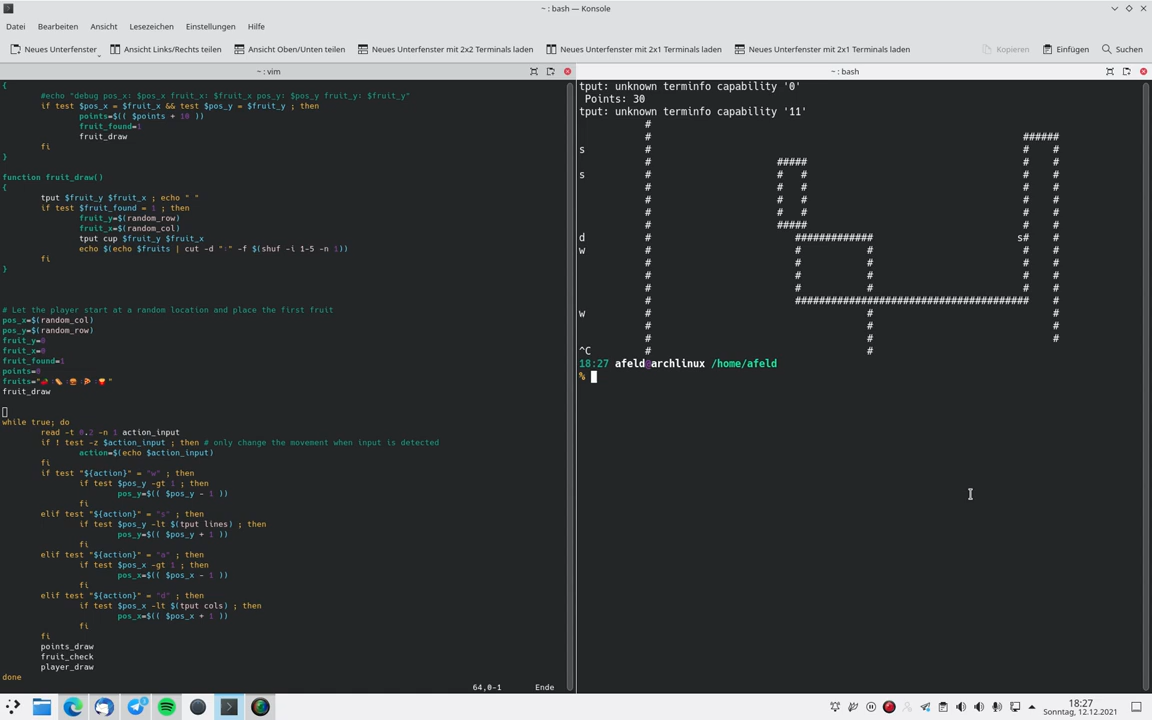 ~ : bash — Konsole
Datei Bearbeiten Ansicht Lesezeichen Einstellungen Hilfe
Neues Unterfenster Ansicht Links/Rechts teilen Ansicht Oben/Unten teilen Neues Unterfenster mit 2x2 Terminals laden Neues Unterfenster mit 2x1 Terminals laden Neues Unterfenster mit 2x1 Terminals laden Kopieren Einfügen Suchen
~ : vim
{
#echo "debug pos_x: $pos_x fruit_x: $fruit_x pos_y: $pos_y fruit_y: $fruit_y"
if test $pos_x = $fruit_x && test $pos_y = $fruit_y ; then
points=$(( $points + 10 ))
fruit_found=1
fruit_draw
fi
}
function fruit_draw()
{
tput $fruit_y $fruit_x ; echo " "
if test $fruit_found = 1 ; then
fruit_y=$(random_row)
fruit_x=$(random_col)
tput cup $fruit_y $fruit_x
echo $(echo $fruits | cut -d ":" -f $(shuf -i 1-5 -n 1))
fi
}
# Let the player start at a random location and place the first fruit
pos_x=$(random_col)
pos_y=$(random_row)
fruit_y=0
fruit_x=0
fruit_found=1
points=0
fruits="🍅:🌭:🍔:🍕:🍟"
fruit_draw
while true; do
read -t 0.2 -n 1 action_input
if ! test -z $action_input ; then # only change the movement when input is detected
action=$(echo $action_input)
fi
if test "${action}" = "w" ; then
if test $pos_y -gt 1 ; then
pos_y=$(( $pos_y - 1 ))
fi
elif test "${action}" = "s" ; then
if test $pos_y -lt $(tput lines) ; then
pos_y=$(( $pos_y + 1 ))
fi
elif test "${action}" = "a" ; then
if test $pos_x -gt 1 ; then
pos_x=$(( $pos_x - 1 ))
fi
elif test "${action}" = "d" ; then
if test $pos_x -lt $(tput cols) ; then
pos_x=$(( $pos_x + 1 ))
fi
fi
points_draw
fruit_check
player_draw
done
64,0-1 Ende
~ : bash
tput: unknown terminfo capability '0'
Points: 30
tput: unknown terminfo capability '11'
#
# ######
s # # #
# ##### # #
s # # # # #
# # # # #
# # # # #
# # # # #
# ##### # #
d # ############# s# #
w # # # # #
# # # # #
# # # # #
# # # # #
# ####################################### #
w # # #
# # #
# # #
^C # #
18:27 afeld@archlinux /home/afeld
%
18:27
Sonntag, 12.12.2021